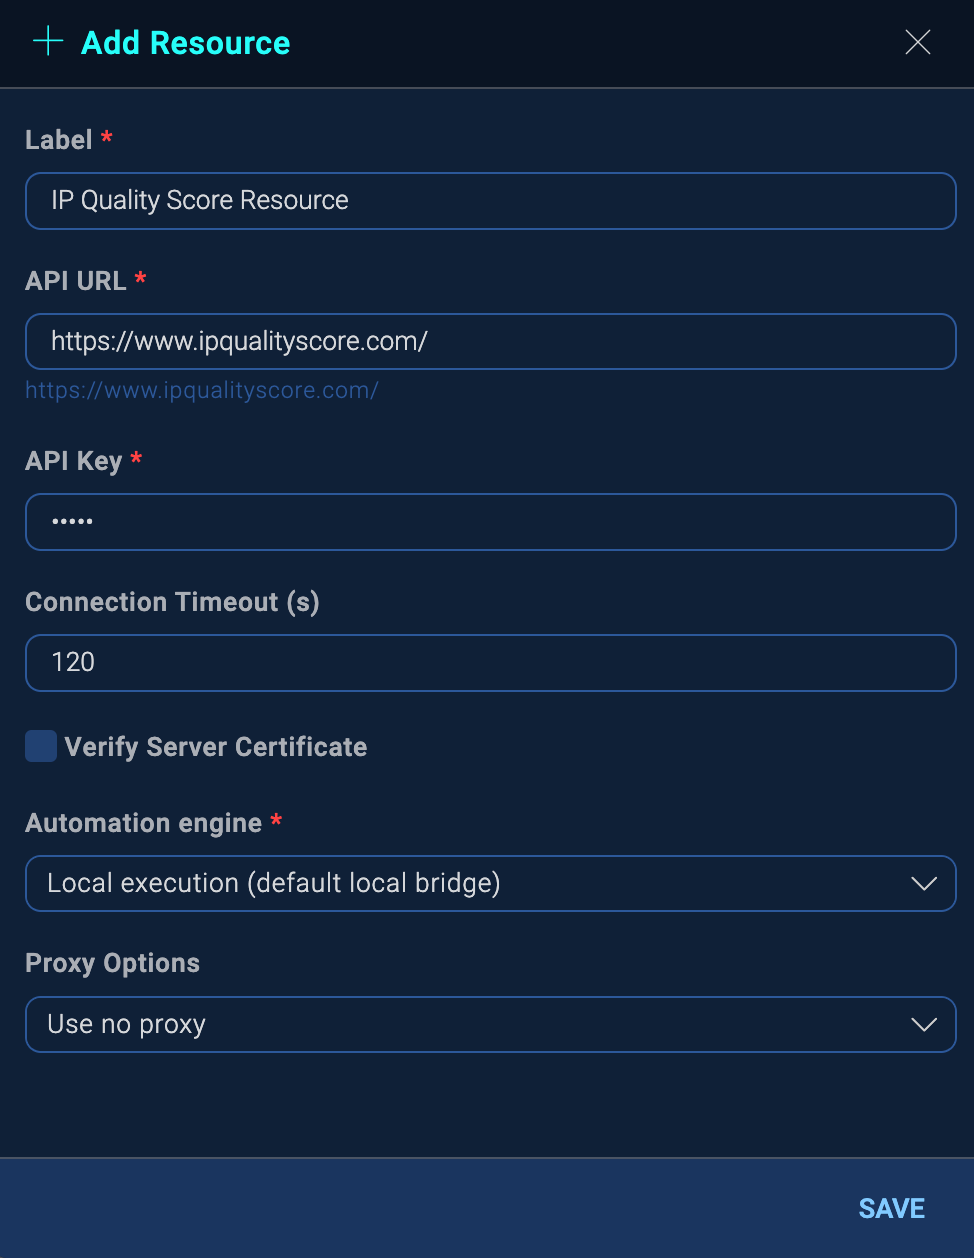 Add Resource
Label *
IP Quality Score Resource
API URL *
https://www.ipqualityscore.com/
https://www.ipqualityscore.com/
API Key *
•••••
Connection Timeout (s)
120
Verify Server Certificate
Automation engine *
Local execution (default local bridge)
Proxy Options
Use no proxy
SAVE